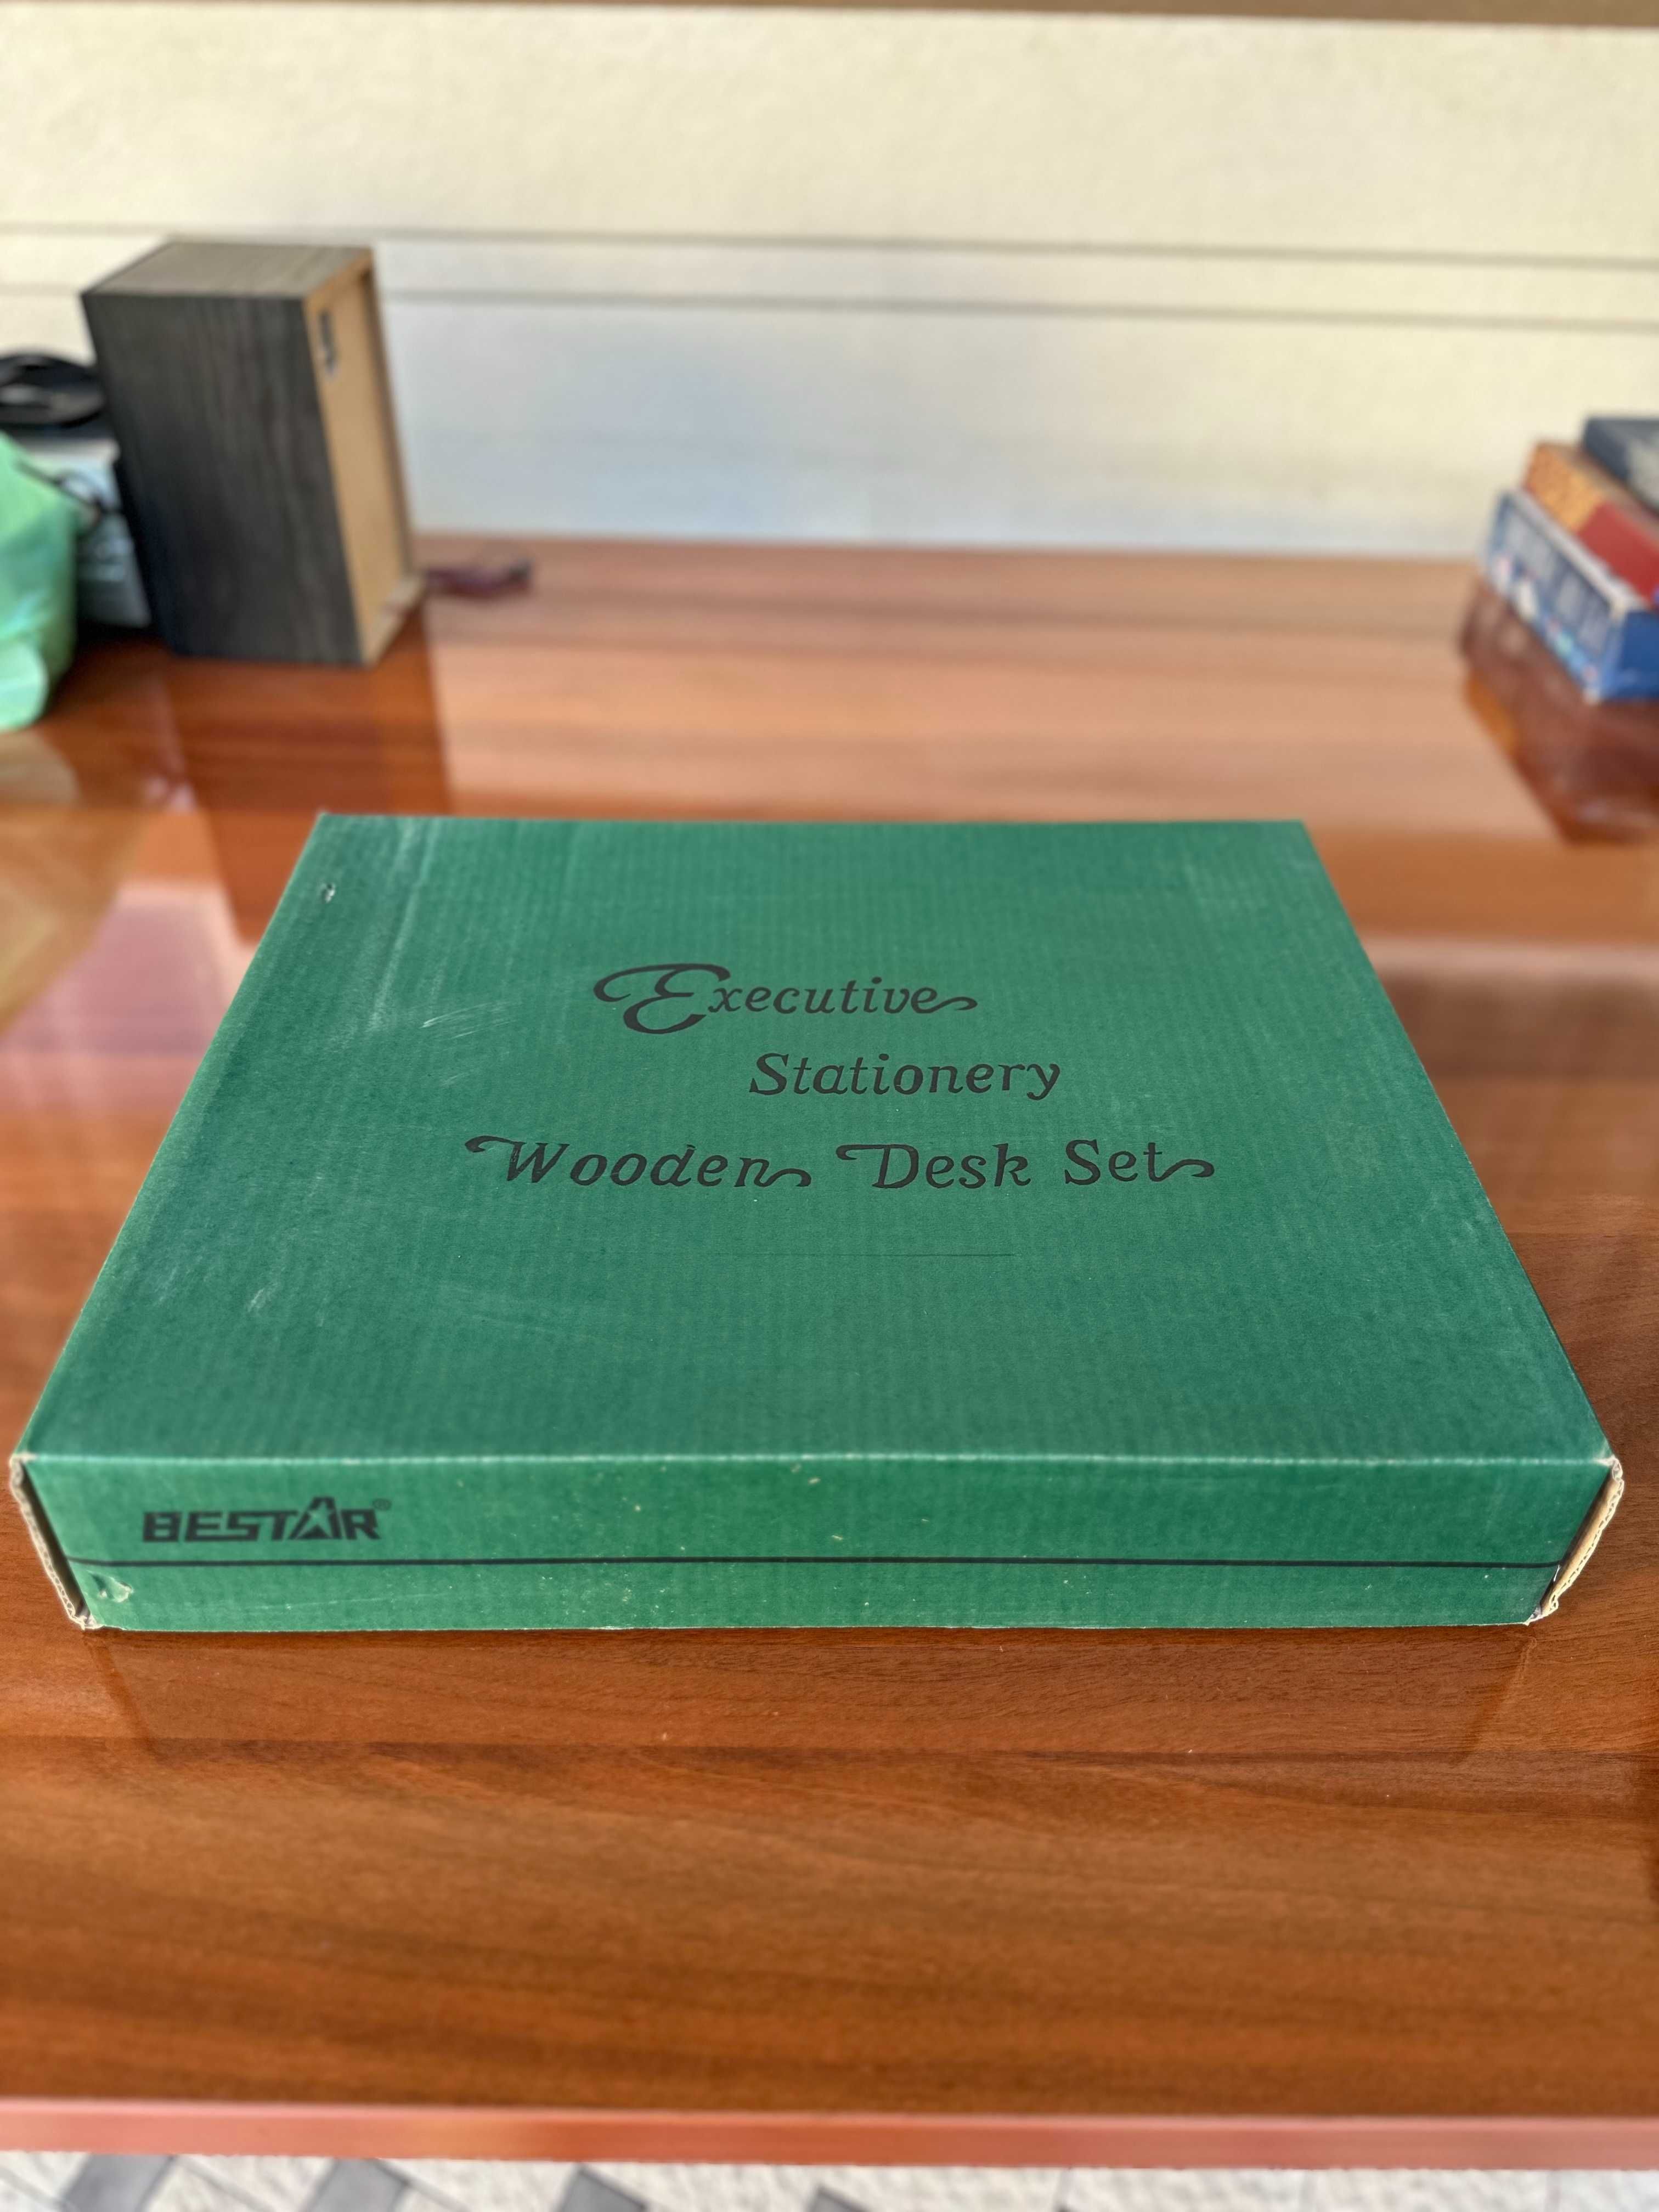 Executive
Stationery
Wooden Desk Set
BESTAR®